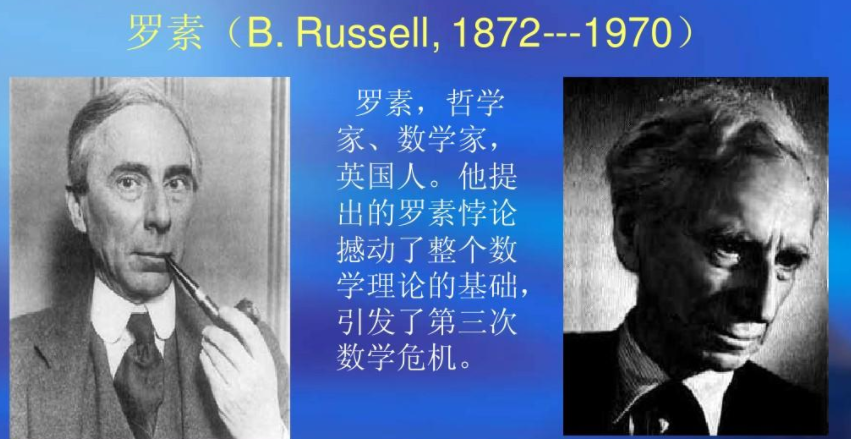 罗素（B. Russell, 1872---1970）
罗素，哲学
家、数学家，
英国人。他提
出的罗素悖论
撼动了整个数
学理论的基础，
引发了第三次
数学危机。